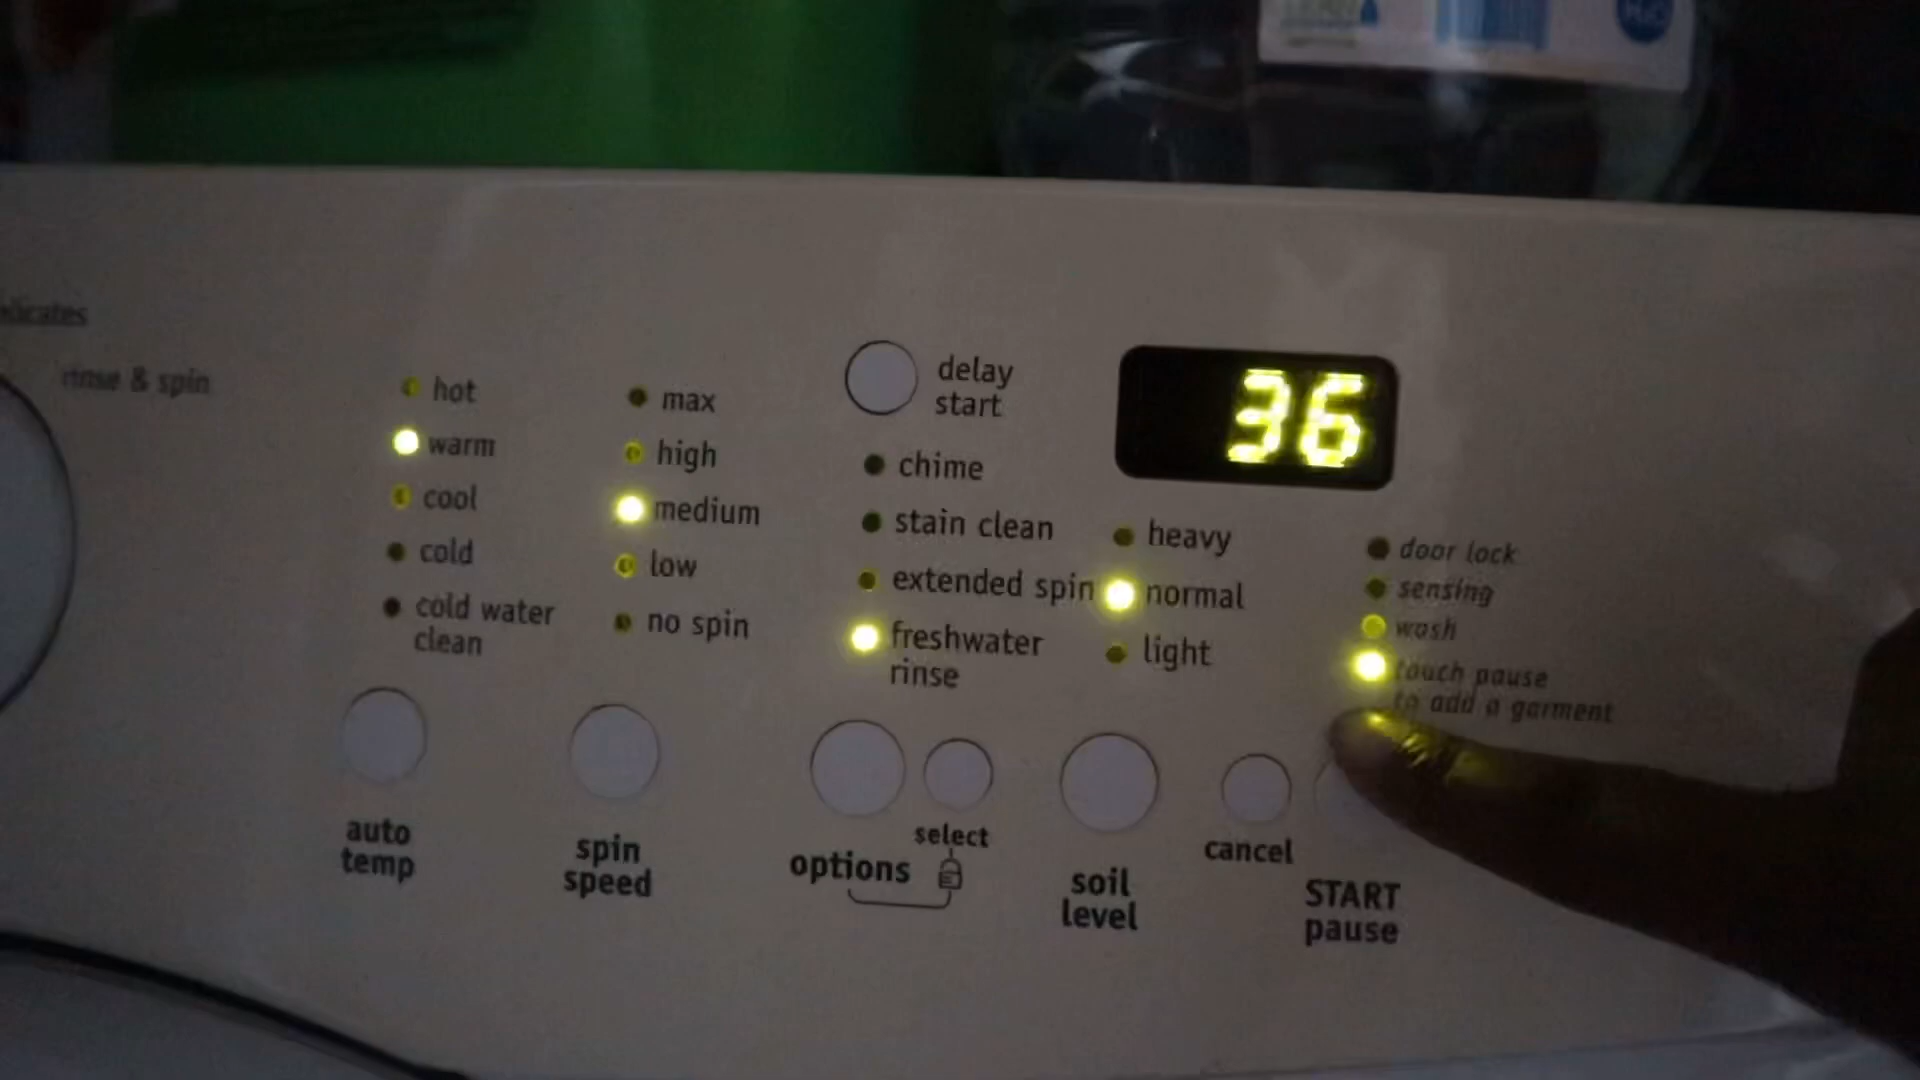 rinse & spin
hot
warm
cool
cold
cold water
clean
auto
temp
max
high
medium
low
no spin
spin
speed
delay
start
chime
stain clean
extended spin
freshwater
rinse
options
select
36
heavy
normal
light
soil
level
door lock
sensing
wash
touch pause
to add a garment
cancel
START
pause
H₂O